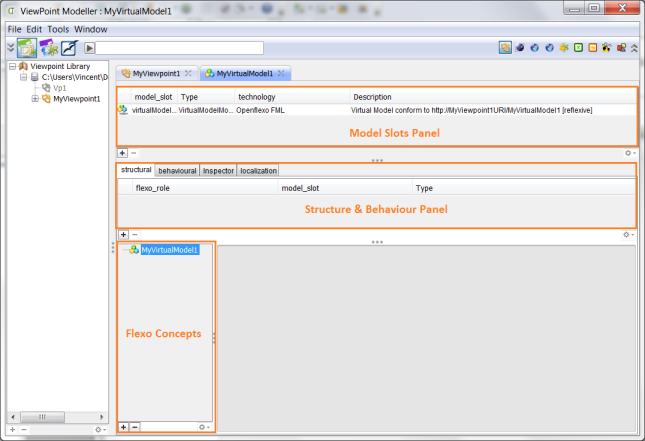 ViewPoint Modeller : MyVirtualModel1
File Edit Tools Window
Viewpoint Library
C:\Users\Vincent\D
Vp1
MyViewpoint1
MyViewpoint1
MyVirtualModel1
model_slot Type technology Description
virtualModel... VirtualModelMo... Openflexo FML Virtual Model conform to http://MyViewpoint1URI/MyVirtualModel1 [reflexive]
Model Slots Panel
structural behavioural Inspector localization
flexo_role model_slot Type
Structure & Behaviour Panel
MyVirtualModel1
Flexo Concepts